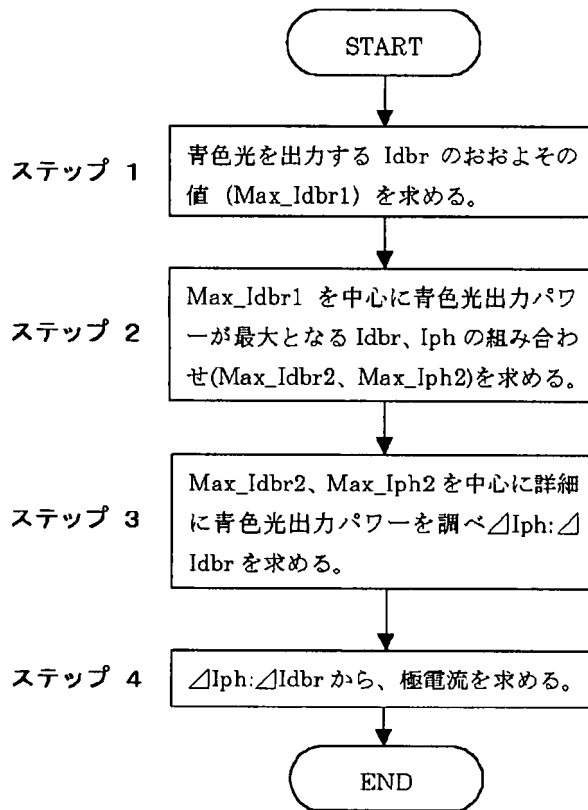 START
ステップ 1
青色光を出力する Idbr のおおよその
値 (Max_Idbr1) を求める。
ステップ 2
Max_Idbr1 を中心に青色光出力パワ
ーが最大となる Idbr、Iph の組み合わ
せ(Max_Idbr2、Max_Iph2)を求める。
ステップ 3
Max_Idbr2、Max_Iph2 を中心に詳細
に青色光出力パワーを調べ⊿Iph:⊿
Idbr を求める。
ステップ 4
⊿Iph:⊿Idbr から、極電流を求める。
END